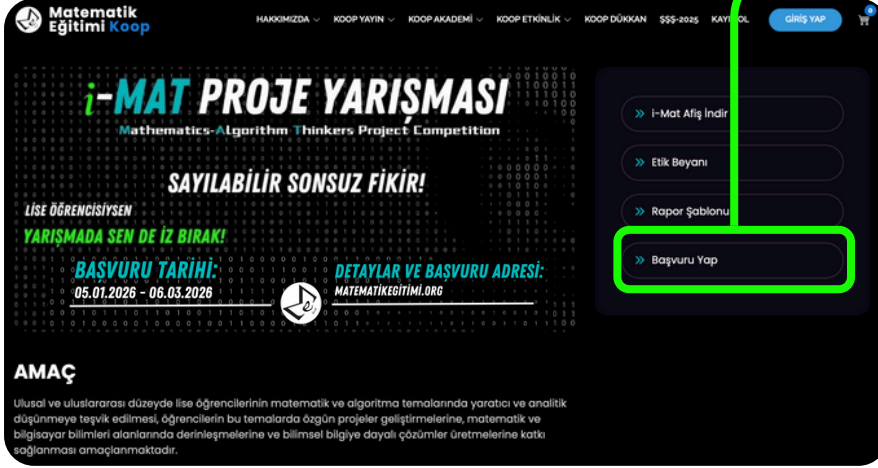 Matematik
Eğitimi Koop
HAKKIMIZDA KOOP YAYIN KOOP AKADEMİ KOOP ETKİNLİK KOOP DÜKKAN SSS-2025 GİRİŞ YAP 0
i-MAT PROJE YARIŞMASI
Mathematics-Algorithm Thinkers Project Competition
SAYILABİLİR SONSUZ FİKİR!
LİSE ÖĞRENCİSİYSEN
YARIŞMADA SEN DE İZ BIRAK!
BAŞVURU TARİHİ:
05.01.2026 - 06.03.2026
DETAYLAR VE BAŞVURU ADRESİ:
MATEMATIKEGITIMI.ORG
i-Mat Afiş İndir
Etik Beyanı
Rapor Şablonu
Başvuru Yap
AMAÇ
Ulusal ve uluslararası düzeyde lise öğrencilerinin matematik ve algoritma temalarında yaratıcı ve analitik
düşünmeye teşvik edilmesi, öğrencilerin bu temalarda özgün projeler geliştirmelerine, matematik ve
bilgisayar bilimleri alanlarında derinleşmelerine ve bilimsel bilgiye dayalı çözümler üretmelerine katkı
sağlanması amaçlanmaktadır.